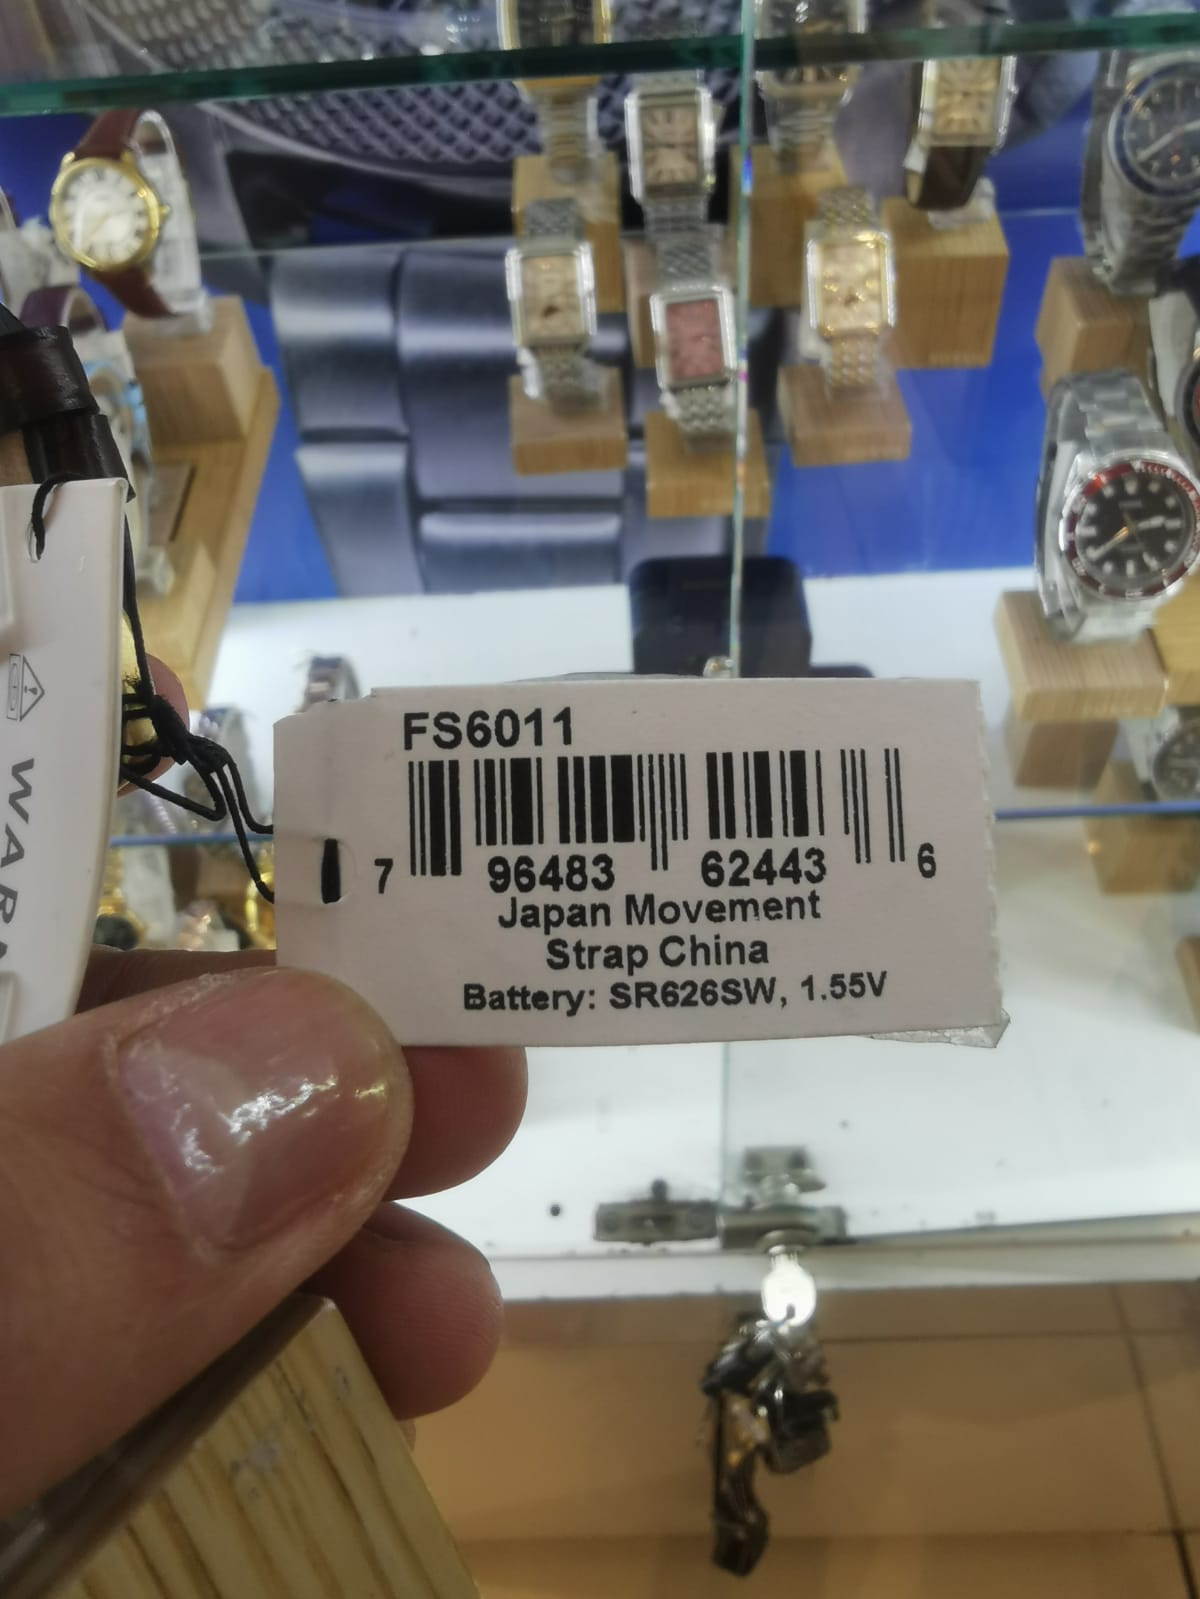 FS6011
7 96483 62443 6
Japan Movement
Strap China
Battery: SR626SW, 1.55V